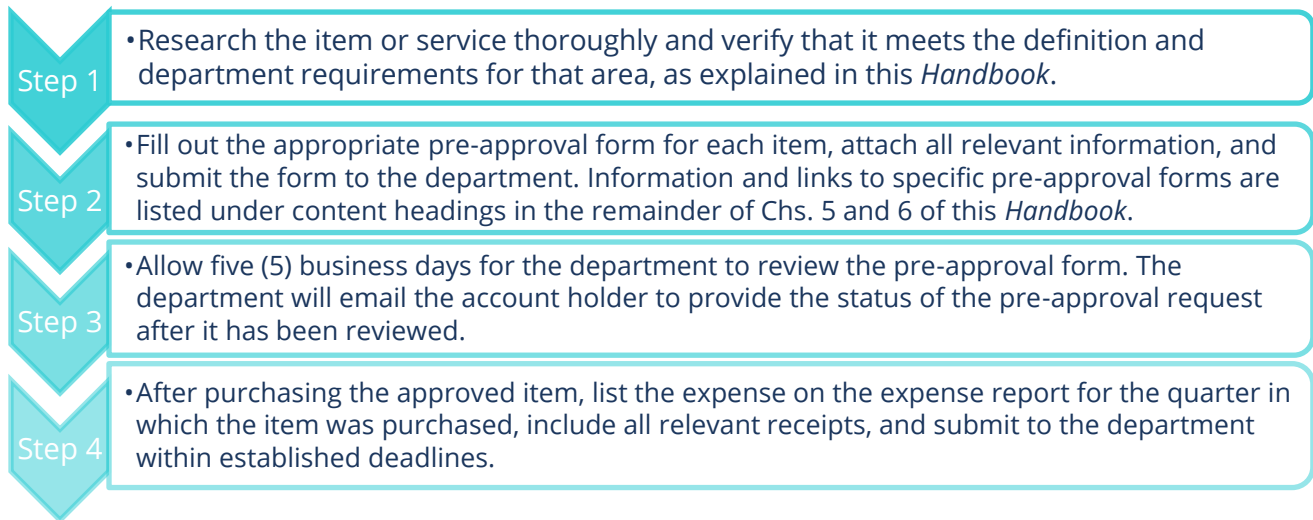 Step 1
•Research the item or service thoroughly and verify that it meets the definition and
department requirements for that area, as explained in this Handbook.
Step 2
•Fill out the appropriate pre-approval form for each item, attach all relevant information, and
submit the form to the department. Information and links to specific pre-approval forms are
listed under content headings in the remainder of Chs. 5 and 6 of this Handbook.
Step 3
•Allow five (5) business days for the department to review the pre-approval form. The
department will email the account holder to provide the status of the pre-approval request
after it has been reviewed.
Step 4
•After purchasing the approved item, list the expense on the expense report for the quarter in
which the item was purchased, include all relevant receipts, and submit to the department
within established deadlines.